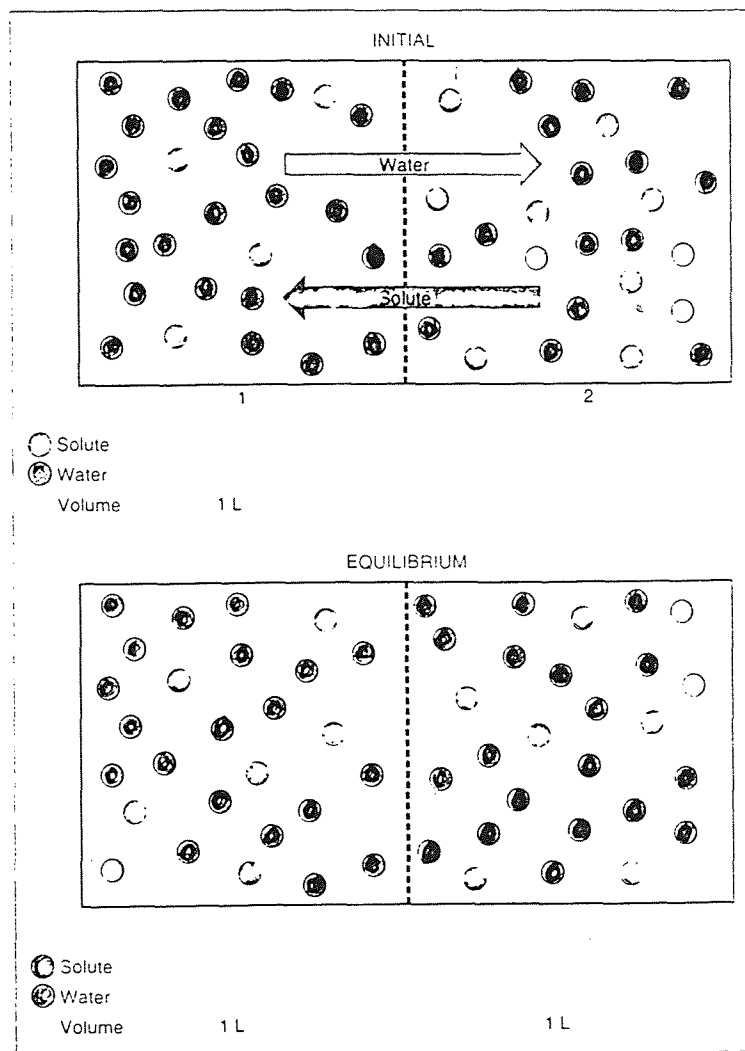 INITIAL
Water
Solute
1 2
Solute
Water
Volume 1 L
EQUILIBRIUM
Solute
Water
Volume 1 L 1 L